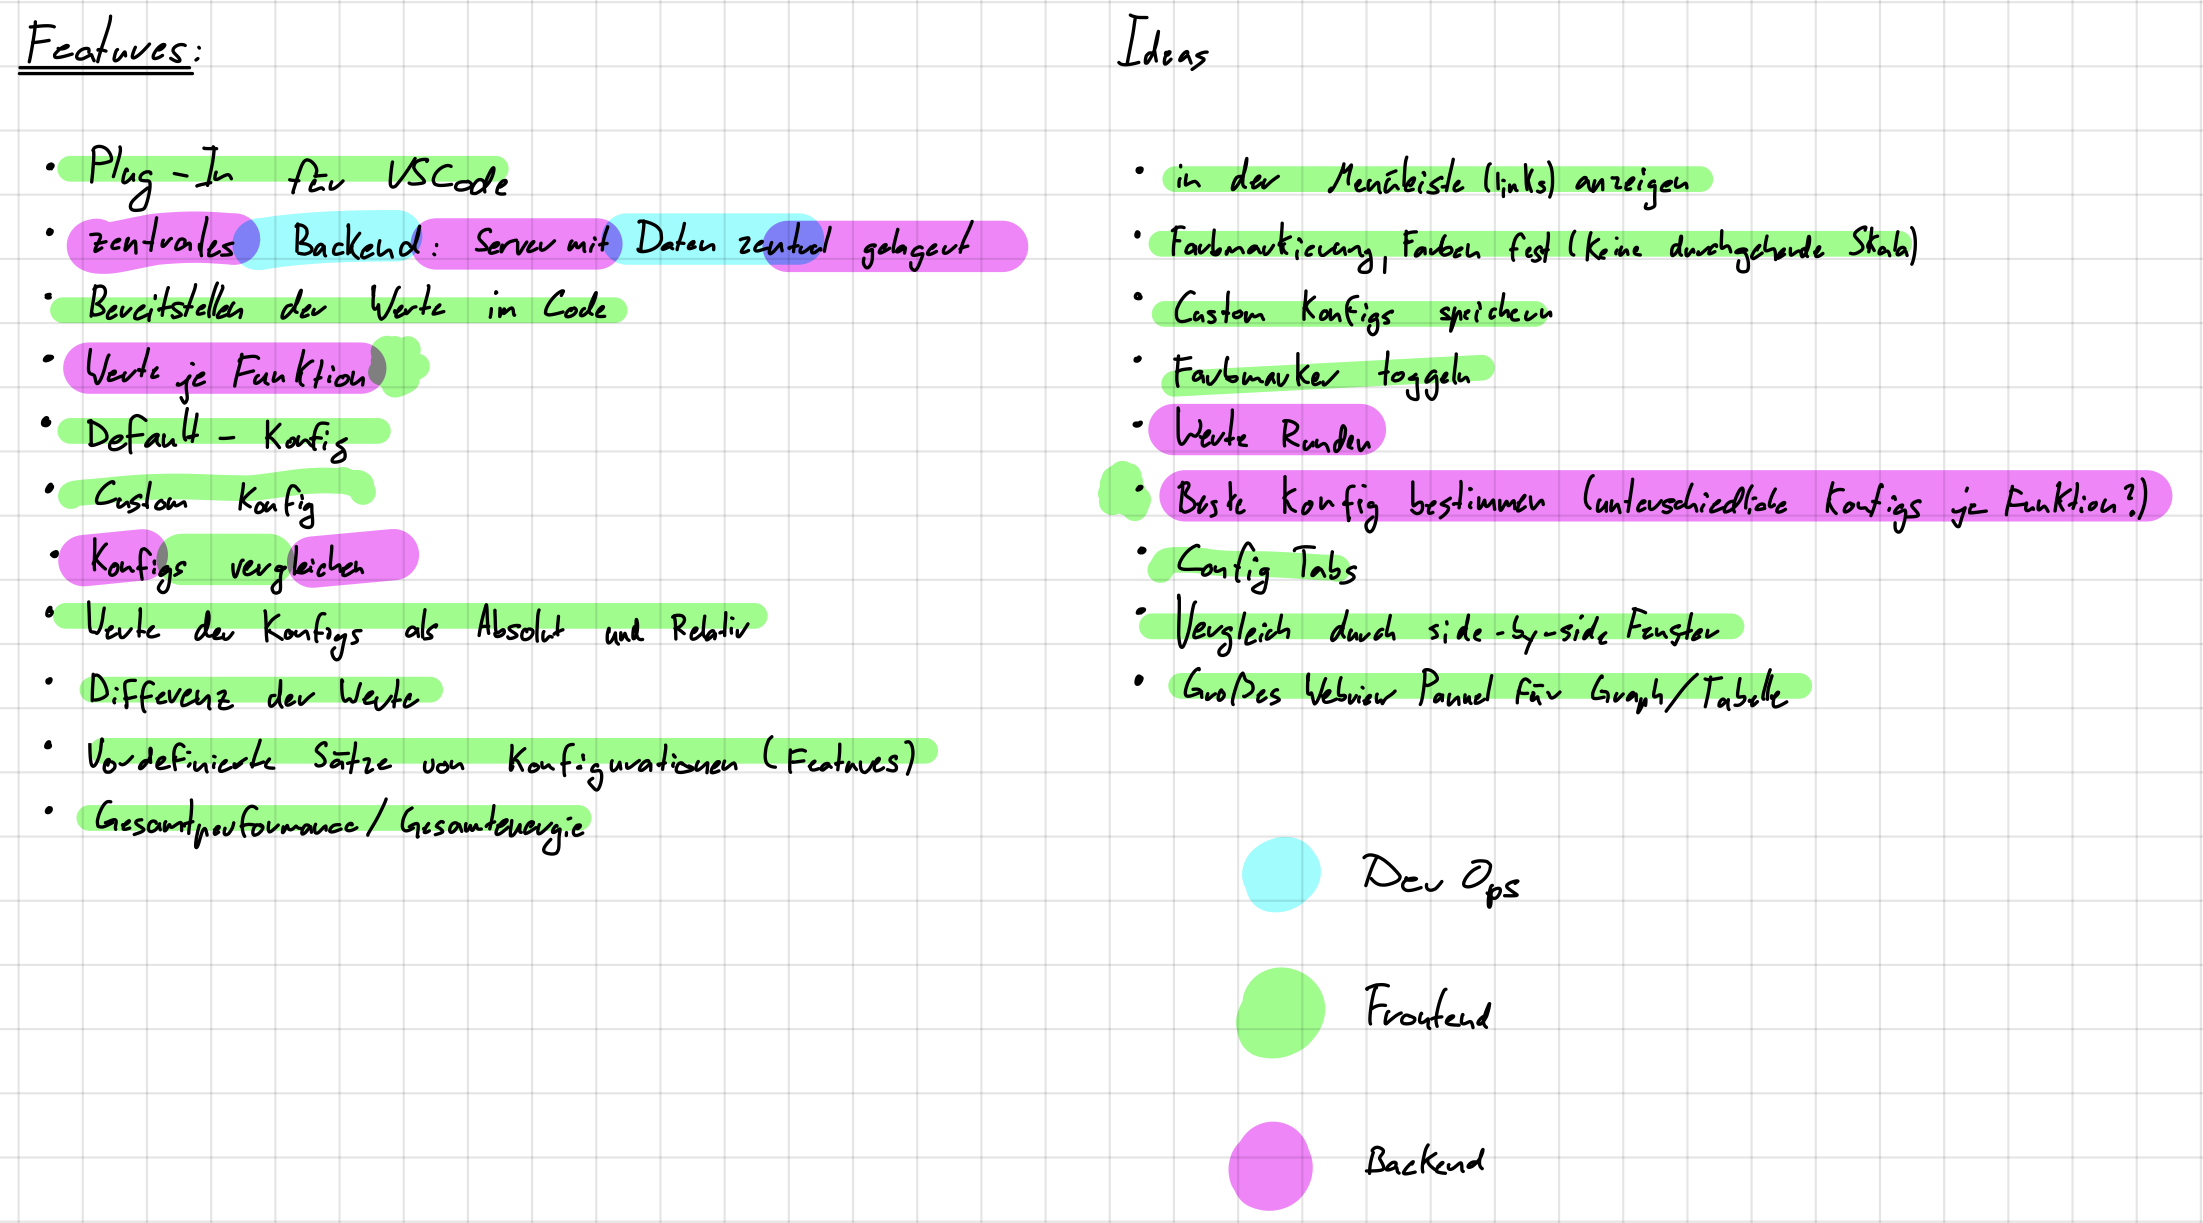 Features:
• Plug-In für VSCode
• zentrales Backend: Server mit Daten zentral gelagert
• Bereitstellen der Werte im Code
• Werte je Funktion
• Default - Konfig
• Custom Konfig
• Konfigs vergleichen
• Werte der Konfigs als Absolut und Relativ
• Differenz der Werte
• Vordefinierte Sätze von Konfigurationen (Features)
• Gesamtperformance/Gesamtenergie
Ideas
• in der Menüleiste (links) anzeigen
• Farbmarkierung, Farben fest (Keine durchgehende Skala)
• Custom Konfigs speichern
• Farbmarker toggeln
• Werte Runden
• Beste Konfig bestimmen (unterschiedliche Konfigs je Funktion?)
• Config Tabs
• Vergleich durch side-by-side Fenster
• Großes Webview Pannel für Graph/Tabelle
Dev Ops
Frontend
Backend